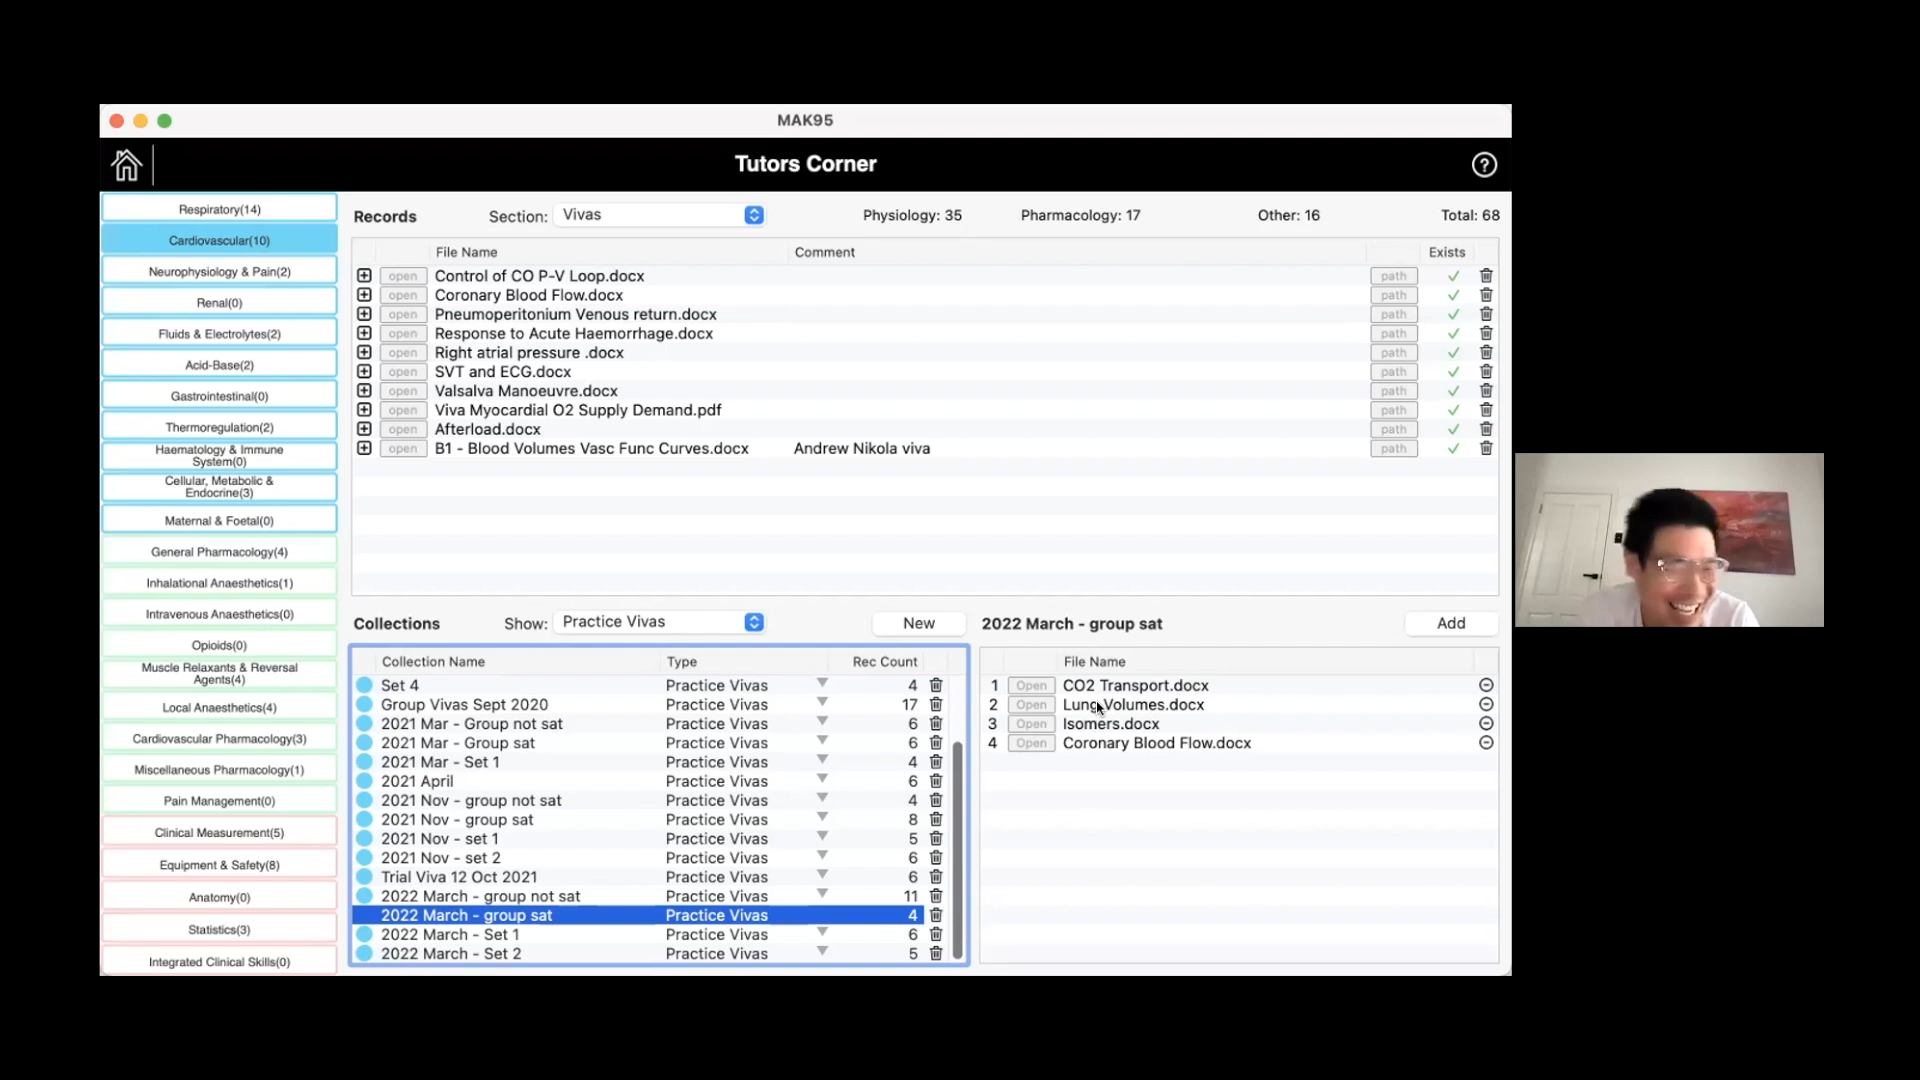 MAK95
Tutors Corner
?
Respiratory(14)
Cardiovascular(10)
Neurophysiology & Pain(2)
Renal(0)
Fluids & Electrolytes(2)
Acid-Base(2)
Gastrointestinal(0)
Thermoregulation(2)
Haematology & Immune
System(0)
Cellular, Metabolic &
Endocrine(3)
Maternal & Foetal(0)
General Pharmacology(4)
Inhalational Anaesthetics(1)
Intravenous Anaesthetics(0)
Opioids(0)
Muscle Relaxants & Reversal
Agents(4)
Local Anaesthetics(4)
Cardiovascular Pharmacology(3)
Miscellaneous Pharmacology(1)
Pain Management(0)
Clinical Measurement(5)
Equipment & Safety(8)
Anatomy(0)
Statistics(3)
Integrated Clinical Skills(0)
Records Section: Vivas Physiology: 35 Pharmacology: 17 Other: 16 Total: 68
File Name Comment Exists
open Control of CO P-V Loop.docx path
open Coronary Blood Flow.docx path
open Pneumoperitonium Venous return.docx path
open Response to Acute Haemorrhage.docx path
open Right atrial pressure .docx path
open SVT and ECG.docx path
open Valsalva Manoeuvre.docx path
open Viva Myocardial O2 Supply Demand.pdf path
open Afterload.docx path
open B1 - Blood Volumes Vasc Func Curves.docx Andrew Nikola viva path
Collections Show: Practice Vivas New
Collection Name Type Rec Count
Set 4 Practice Vivas 4
Group Vivas Sept 2020 Practice Vivas 17
2021 Mar - Group not sat Practice Vivas 6
2021 Mar - Group sat Practice Vivas 6
2021 Mar - Set 1 Practice Vivas 4
2021 April Practice Vivas 6
2021 Nov - group not sat Practice Vivas 4
2021 Nov - group sat Practice Vivas 8
2021 Nov - set 1 Practice Vivas 5
2021 Nov - set 2 Practice Vivas 6
Trial Viva 12 Oct 2021 Practice Vivas 6
2022 March - group not sat Practice Vivas 11
2022 March - group sat Practice Vivas 4
2022 March - Set 1 Practice Vivas 6
2022 March - Set 2 Practice Vivas 5
2022 March - group sat Add
File Name
1 Open CO2 Transport.docx
2 Open Lung Volumes.docx
3 Open Isomers.docx
4 Open Coronary Blood Flow.docx